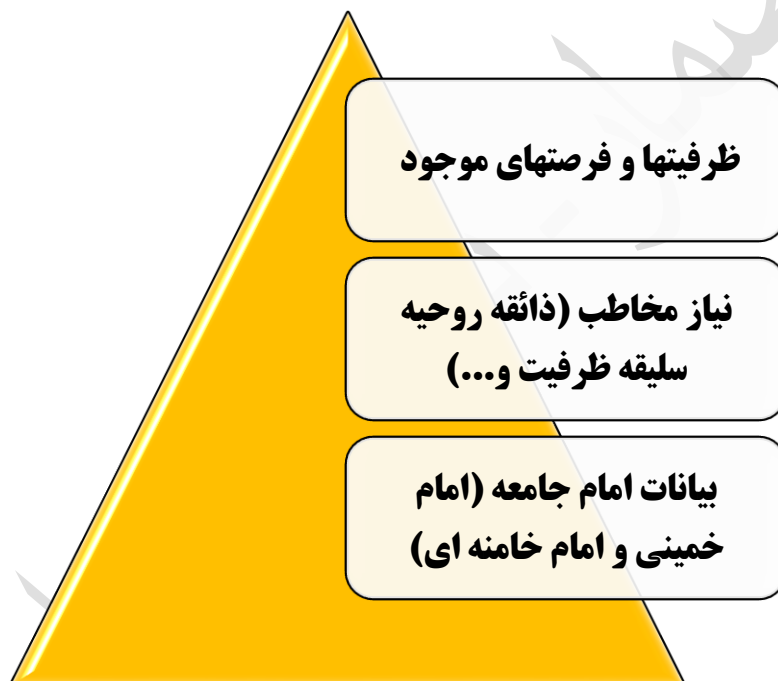 ظرفیتها و فرصتهای موجود
نیاز مخاطب (ذائقه روحیه
سلیقه ظرفیت و...)
بیانات امام جامعه (امام
خمینی و امام خامنه ای)